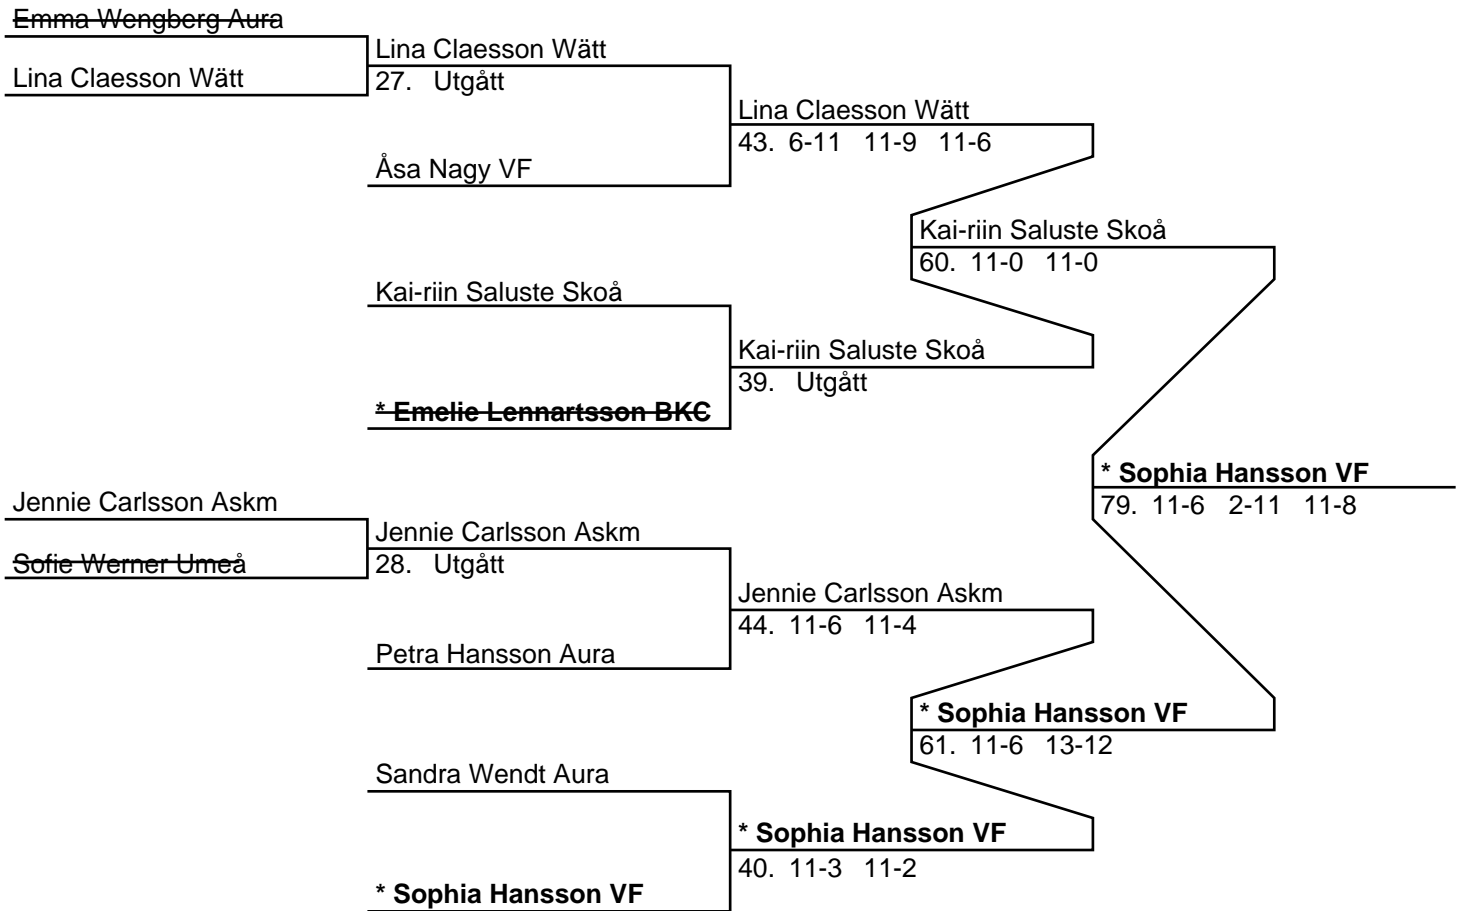 Emma Wengberg Aura
Lina Claesson Wätt
Lina Claesson Wätt
27. Utgått
Lina Claesson Wätt
43. 6-11 11-9 11-6
Åsa Nagy VF
Kai-riin Saluste Skoå
60. 11-0 11-0
Kai-riin Saluste Skoå
Kai-riin Saluste Skoå
39. Utgått
* Emelie Lennartsson BKC
* Sophia Hansson VF
79. 11-6 2-11 11-8
Jennie Carlsson Askm
Jennie Carlsson Askm
Sofie Werner Umeå
28. Utgått
Jennie Carlsson Askm
44. 11-6 11-4
Petra Hansson Aura
* Sophia Hansson VF
61. 11-6 13-12
Sandra Wendt Aura
* Sophia Hansson VF
40. 11-3 11-2
* Sophia Hansson VF